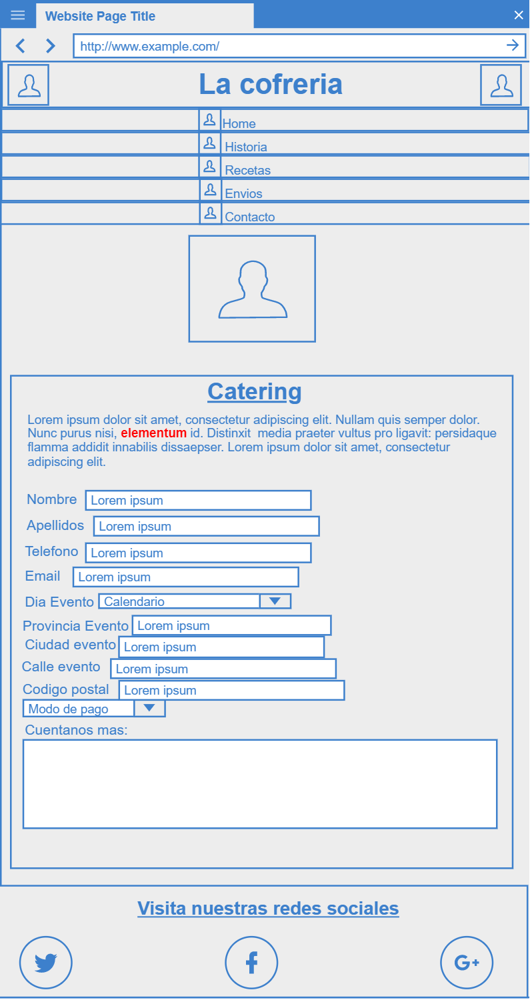 Website Page Title
http://www.example.com/
La cofreria
Home
Historia
Recetas
Envios
Contacto
Catering
Lorem ipsum dolor sit amet, consectetur adipiscing elit. Nullam quis semper dolor.
Nunc purus nisi, elementum id. Distinxit  media praeter vultus pro ligavit: persidaque
flamma addidit innabilis dissaepser. Lorem ipsum dolor sit amet, consectetur
adipiscing elit.
Nombre Lorem ipsum
Apellidos Lorem ipsum
Telefono Lorem ipsum
Email Lorem ipsum
Dia Evento Calendario
Provincia Evento Lorem ipsum
Ciudad evento Lorem ipsum
Calle evento Lorem ipsum
Codigo postal Lorem ipsum
Modo de pago
Cuentanos mas:
Visita nuestras redes sociales
G+